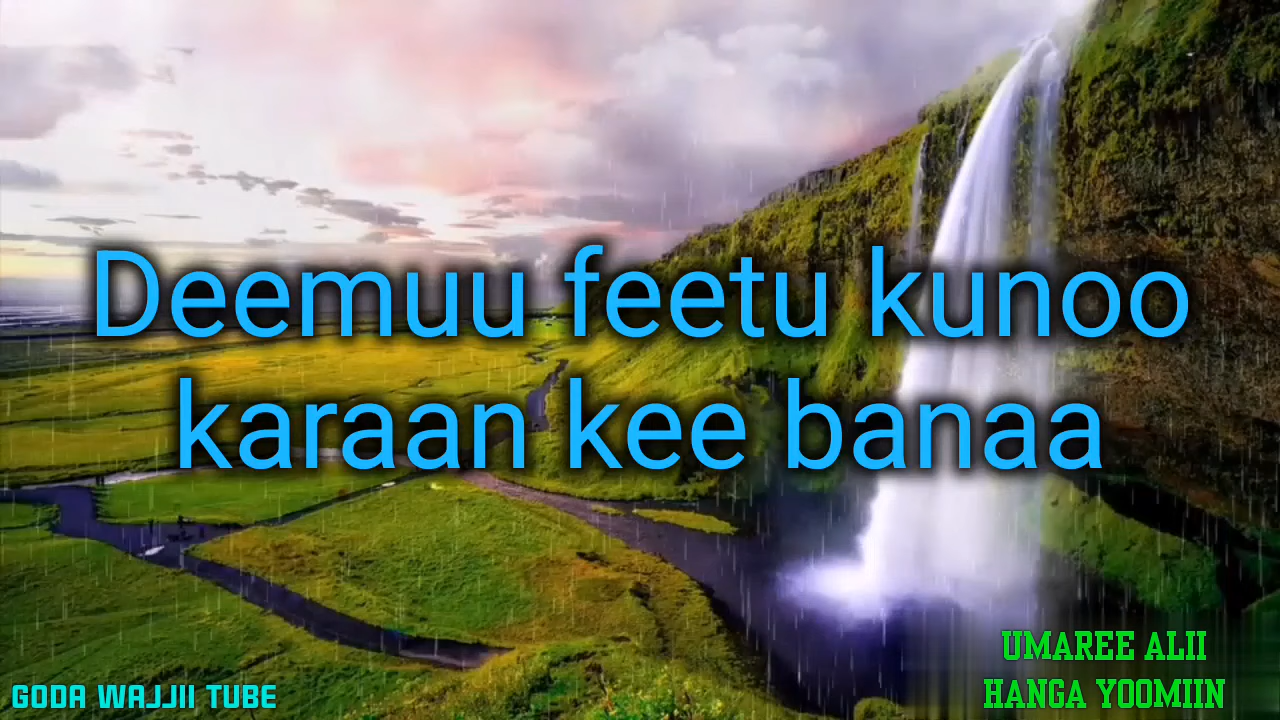 Deemuu feetu kunoo
karaan kee banaa
UMAREE ALII
HANGA YOOMIIN
GODA WAJJII TUBE